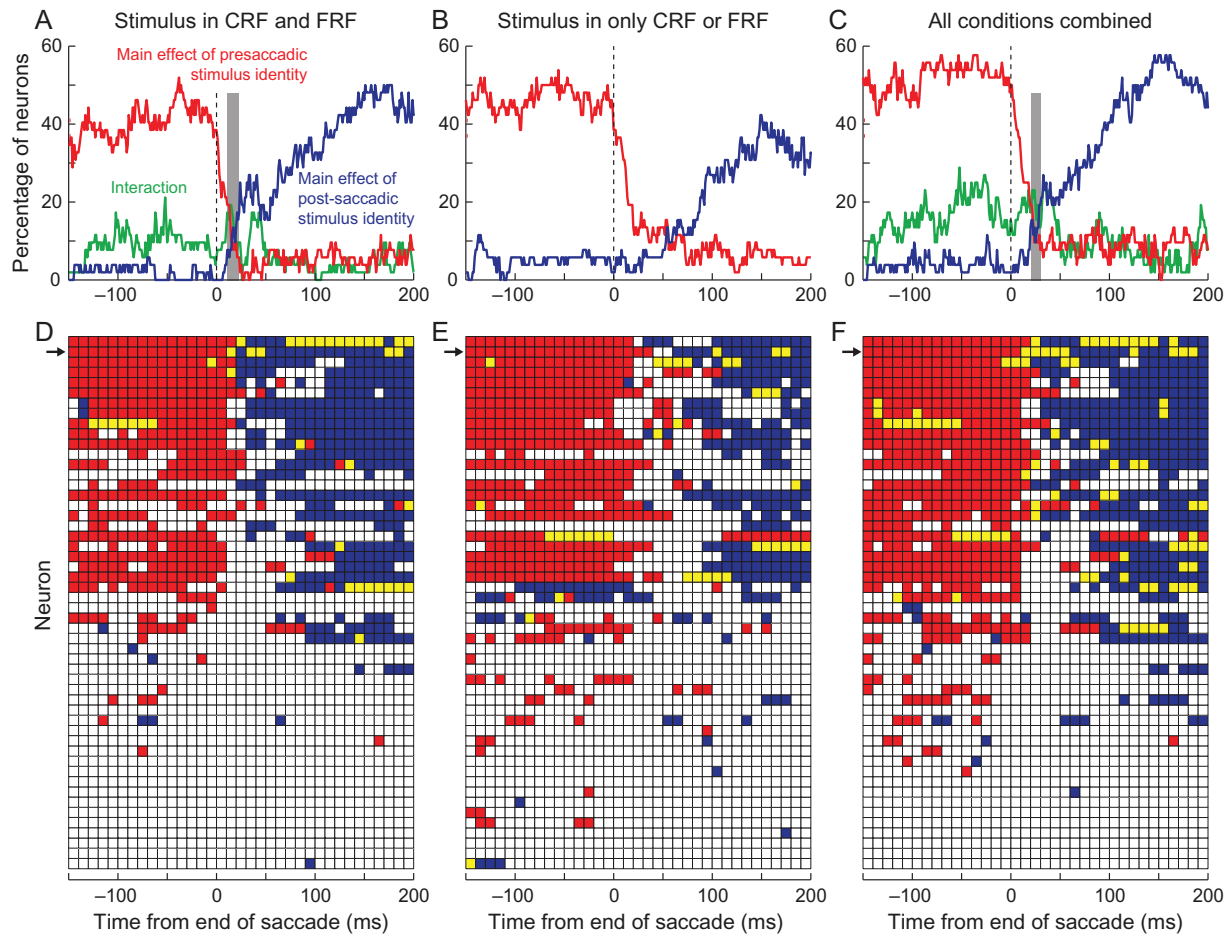 A Stimulus in CRF and FRF
B Stimulus in only CRF or FRF
C All conditions combined
Percentage of neurons
60
40
20
0
Main effect of presaccadic
stimulus identity
Interaction
Main effect of
post-saccadic
stimulus identity
−100 0 100 200
60
40
20
0
−100 0 100 200
60
40
20
0
−100 0 100 200
D
E
F
Neuron
−100 0 100 200
−100 0 100 200
−100 0 100 200
Time from end of saccade (ms)
Time from end of saccade (ms)
Time from end of saccade (ms)